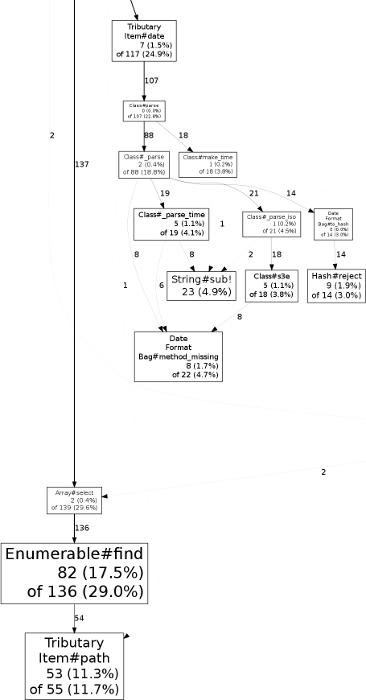 Tributary
Item#date
7 (1.5%)
of 117 (24.9%)
107
Class#parse
0 (0.0%)
of 107 (22.8%)
2
137
88
18
Class#_parse
2 (0.4%)
of 88 (18.8%)
Class#make_time
1 (0.2%)
of 18 (3.8%)
19
21
14
Class#_parse_time
5 (1.1%)
of 19 (4.1%)
1
Class#_parse_iso
1 (0.2%)
of 21 (4.5%)
Date
Format
Bag#to_hash
0 (0.0%)
of 14 (3.0%)
8
8
2
18
14
String#sub!
23 (4.9%)
Class#s3e
5 (1.1%)
of 18 (3.8%)
Hash#reject
9 (1.9%)
of 14 (3.0%)
1
6
8
Date
Format
Bag#method_missing
8 (1.7%)
of 22 (4.7%)
2
Array#select
2 (0.4%)
of 139 (29.6%)
136
Enumerable#find
82 (17.5%)
of 136 (29.0%)
54
Tributary
Item#path
53 (11.3%)
of 55 (11.7%)